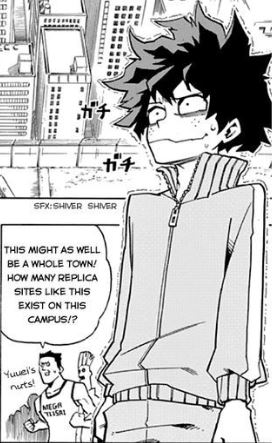 ガチ
ガチ
SFX:SHIVER SHIVER
THIS MIGHT AS WELL
BE A WHOLE TOWN!
HOW MANY REPLICA
SITES LIKE THIS
EXIST ON THIS
CAMPUS!?
Yuuei's
nuts!
MEGA